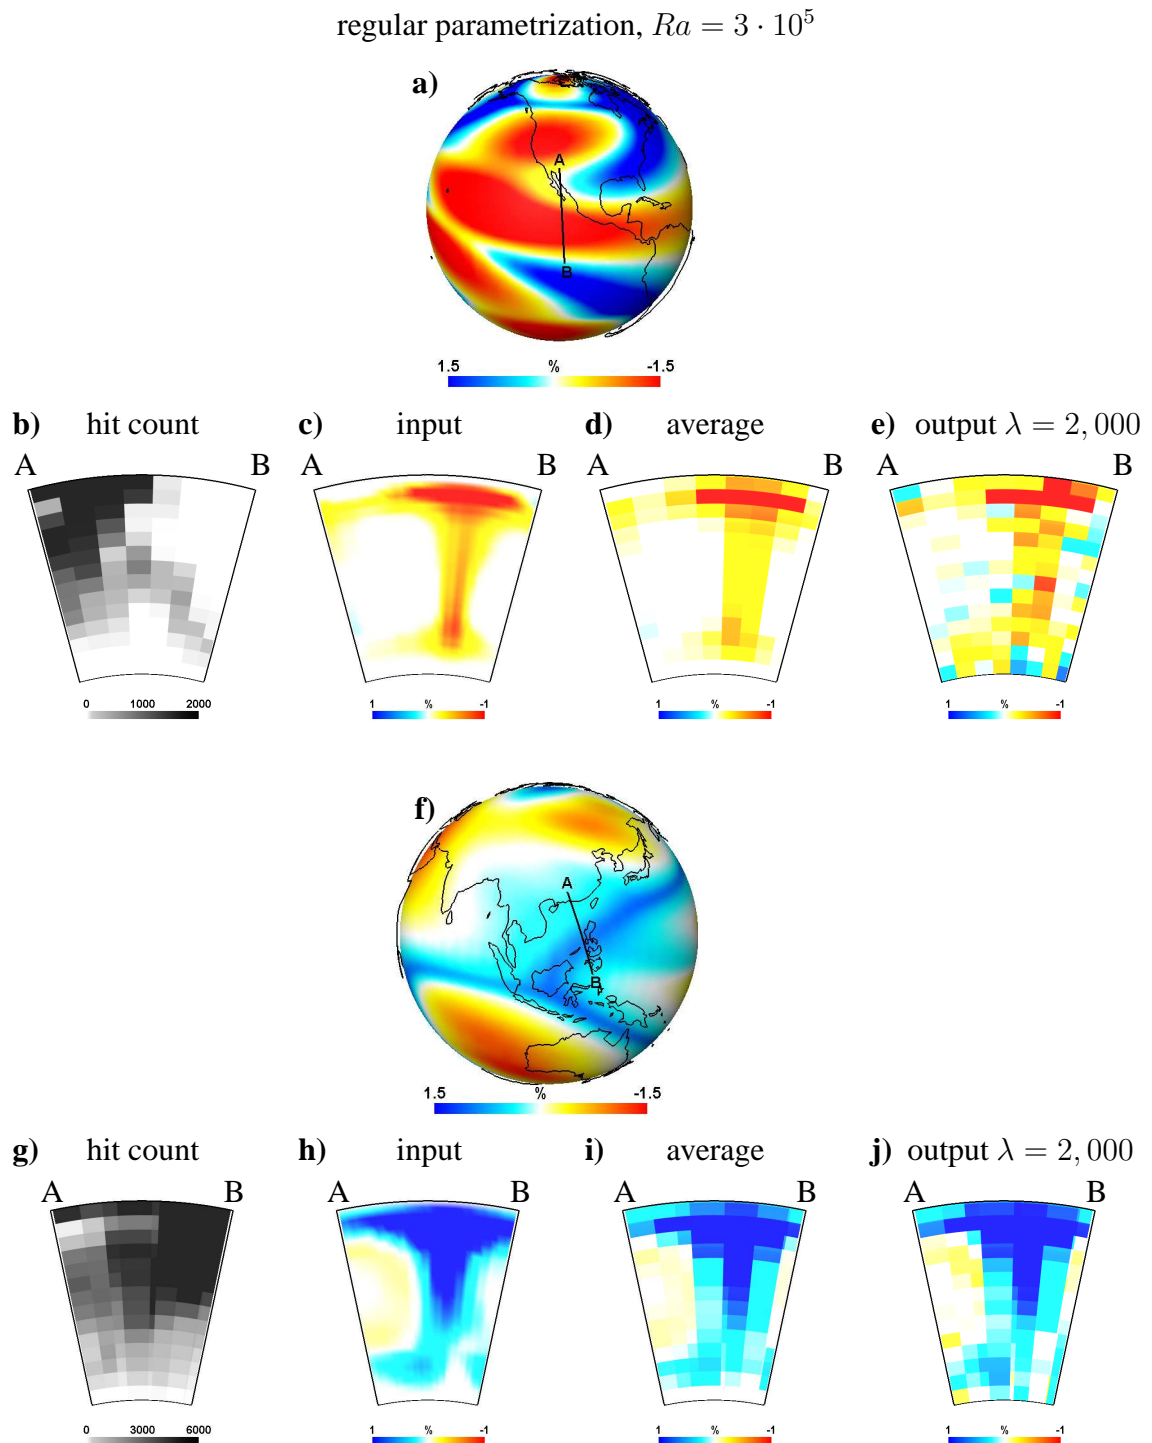 regular parametrization, Ra = 3 · 10⁵
a)
A
B
1.5 % -1.5
b) hit count c) input d) average e) output λ = 2, 000
A B A B A B A B
0 1000 2000 1 % -1 1 % -1 1 % -1
f)
A
B
1.5 % -1.5
g) hit count h) input i) average j) output λ = 2, 000
A B A B A B A B
0 3000 6000 1 % -1 1 % -1 1 % -1